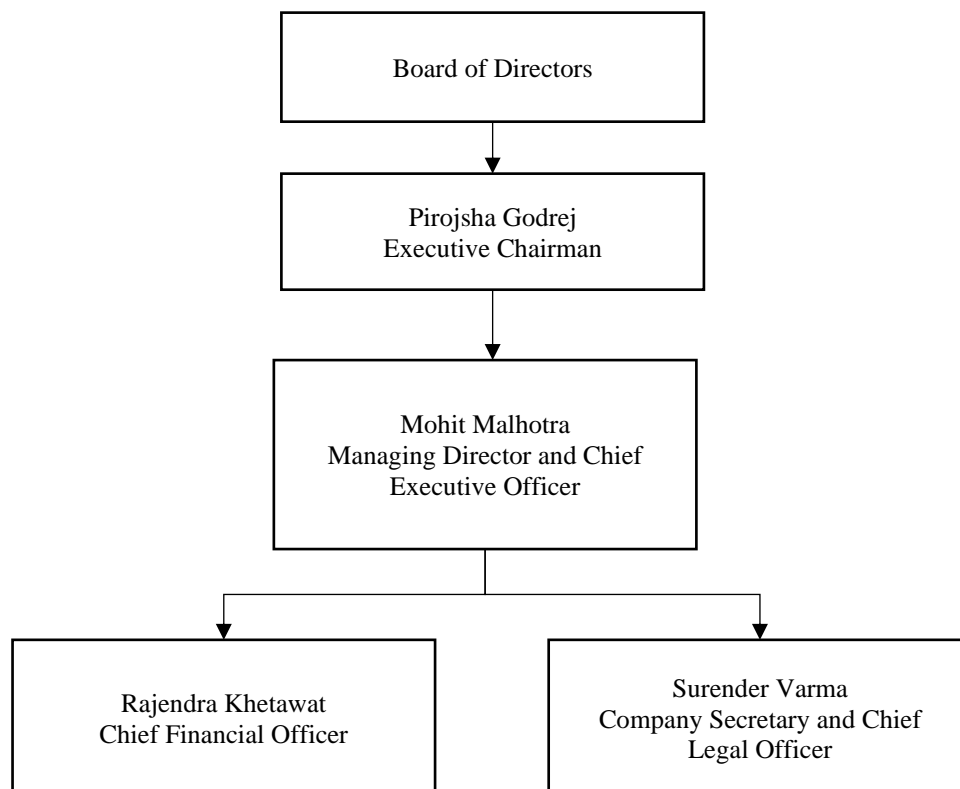 Board of Directors
Pirojsha Godrej
Executive Chairman
Mohit Malhotra
Managing Director and Chief
Executive Officer
Rajendra Khetawat
Chief Financial Officer
Surender Varma
Company Secretary and Chief
Legal Officer